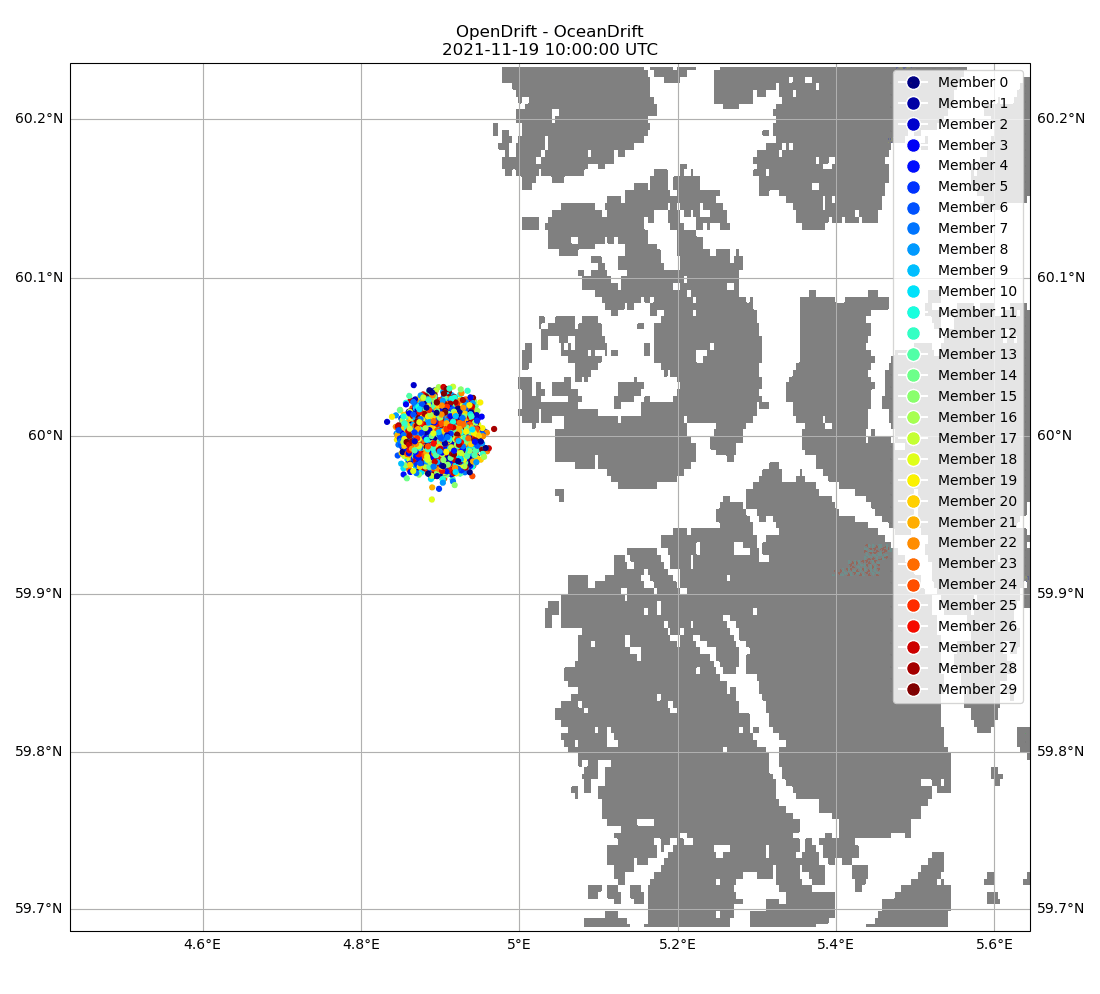 OpenDrift - OceanDrift
2021-11-19 10:00:00 UTC
60.2°N
60.1°N
60°N
59.9°N
59.8°N
59.7°N
60.2°N
60.1°N
60°N
59.9°N
59.8°N
59.7°N
4.6°E
4.8°E
5°E
5.2°E
5.4°E
5.6°E
Member 0
Member 1
Member 2
Member 3
Member 4
Member 5
Member 6
Member 7
Member 8
Member 9
Member 10
Member 11
Member 12
Member 13
Member 14
Member 15
Member 16
Member 17
Member 18
Member 19
Member 20
Member 21
Member 22
Member 23
Member 24
Member 25
Member 26
Member 27
Member 28
Member 29